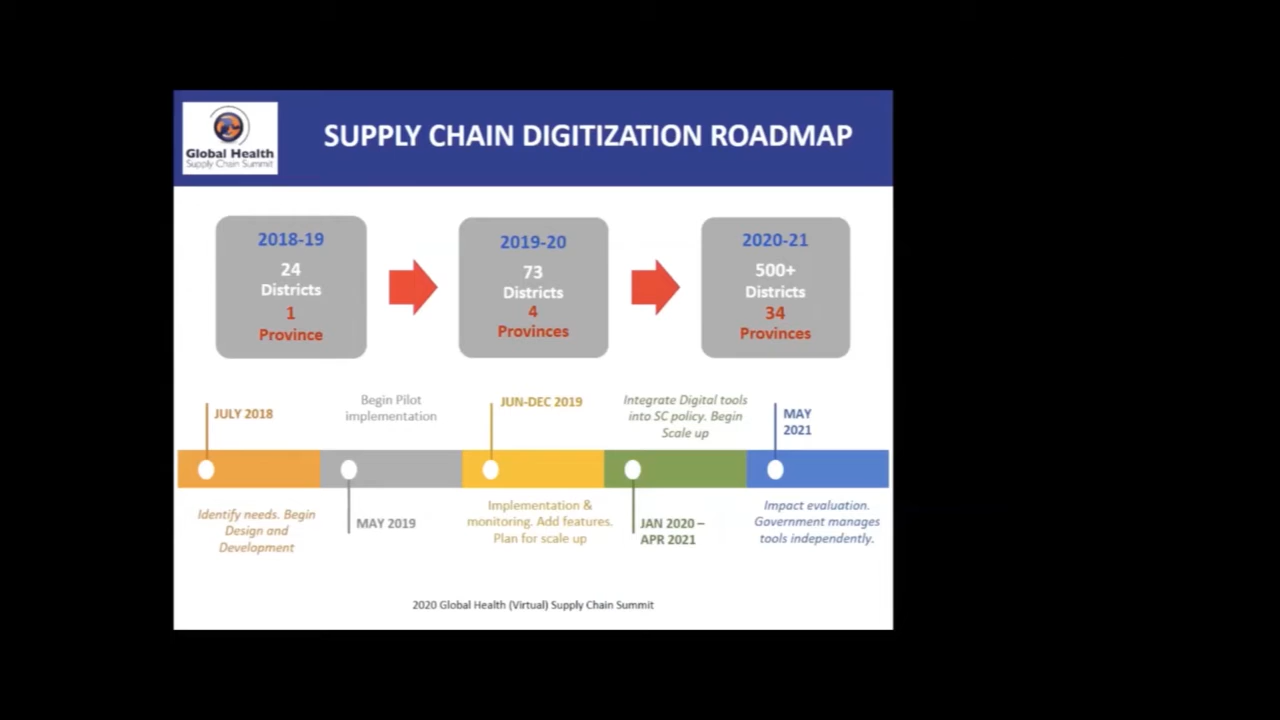 Global Health
Supply Chain Summit
SUPPLY CHAIN DIGITIZATION ROADMAP
2018-19
24
Districts
1
Province
2019-20
73
Districts
4
Provinces
2020-21
500+
Districts
34
Provinces
JULY 2018
Begin Pilot
implementation
JUN-DEC 2019
Integrate Digital tools
into SC policy. Begin
Scale up
MAY
2021
Identify needs. Begin
Design and
Development
MAY 2019
Implementation &
monitoring. Add features.
Plan for scale up
JAN 2020 –
APR 2021
Impact evaluation.
Government manages
tools independently.
2020 Global Health (Virtual) Supply Chain Summit